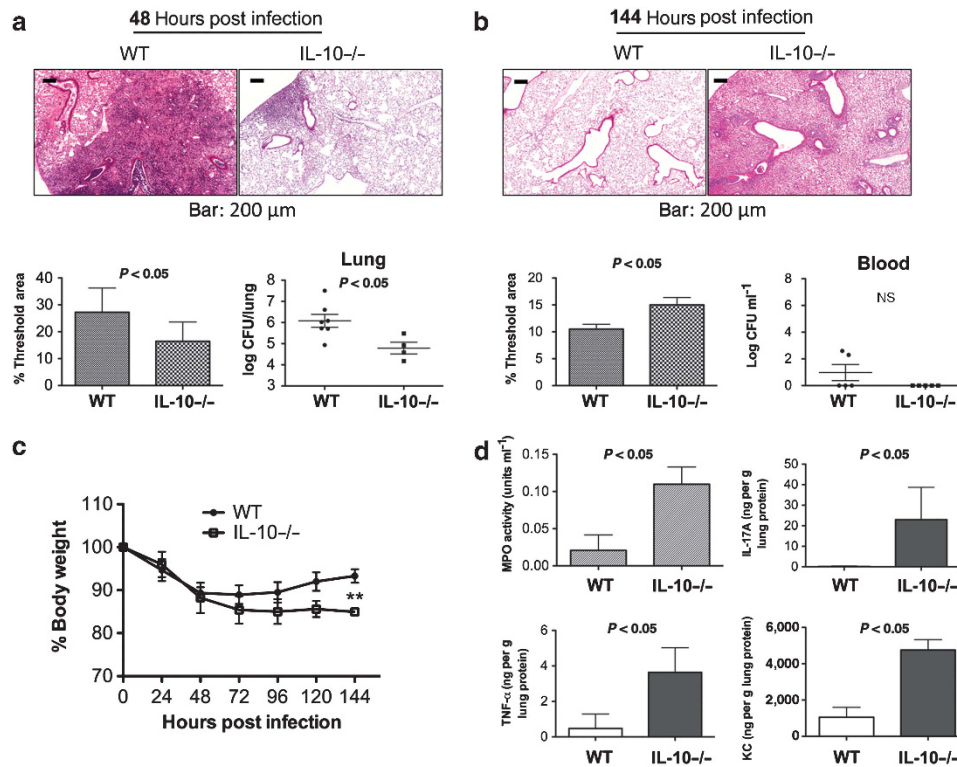 a
48 Hours post infection
WT
IL-10–/–
Bar: 200 µm
% Threshold area
40
30
20
10
0
P < 0.05
WT
IL-10–/–
Lung
P < 0.05
log CFU/lung
8
7
6
5
4
3
WT
IL-10–/–
b
144 Hours post infection
WT
IL-10–/–
Bar: 200 µm
% Threshold area
20
15
10
5
0
P < 0.05
WT
IL-10–/–
Blood
NS
Log CFU ml⁻¹
6
4
2
0
WT
IL-10–/–
c
% Body weight
110
100
90
80
70
WT
IL-10–/–
**
0 24 48 72 96 120 144
Hours post infection
d
MPO activity (units ml⁻¹)
0.15
0.10
0.05
0.00
P < 0.05
WT
IL-10–/–
IL-17A (ng per g
lung protein)
50
40
30
20
10
0
P < 0.05
WT
IL-10–/–
TNF-α (ng per g
lung protein)
6
4
2
0
P < 0.05
WT
IL-10–/–
KC (ng per g lung protein)
6,000
4,000
2,000
0
P < 0.05
WT
IL-10–/–